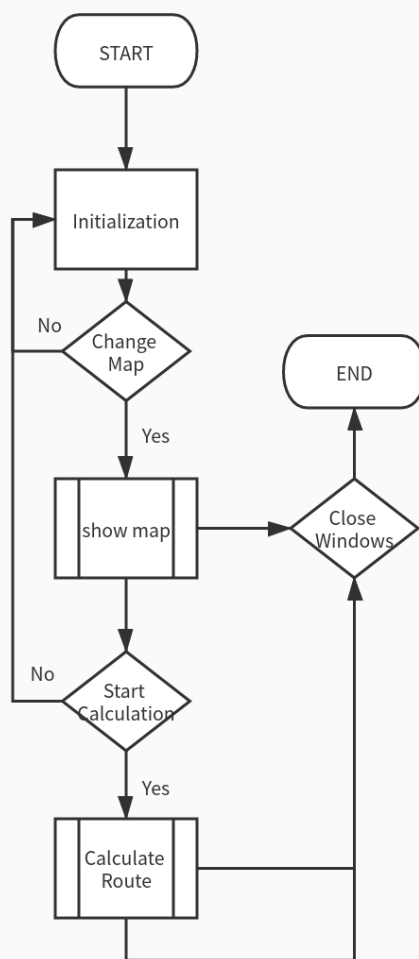 START
Initialization
No
Change
Map
END
Yes
show map
Close
Windows
No
Start
Calculation
Yes
Calculate
Route